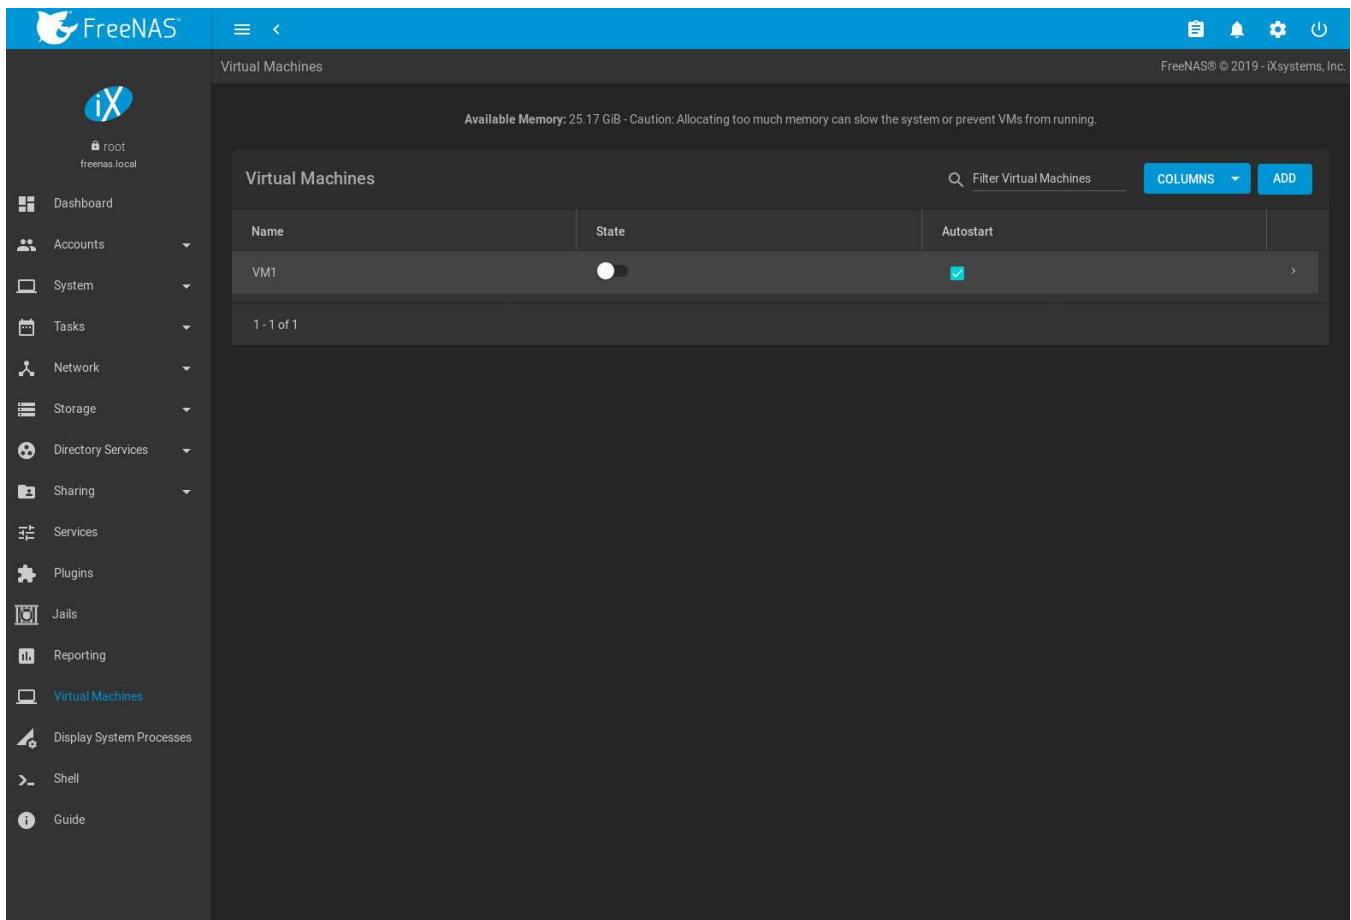 FreeNAS™
Virtual Machines
FreeNAS® © 2019 - iXsystems, Inc.
iX
root
freenas.local
Available Memory: 25.17 GiB - Caution: Allocating too much memory can slow the system or prevent VMs from running.
Virtual Machines
Filter Virtual Machines
COLUMNS
ADD
Name
State
Autostart
VM1
1 - 1 of 1
Dashboard
Accounts
System
Tasks
Network
Storage
Directory Services
Sharing
Services
Plugins
Jails
Reporting
Virtual Machines
Display System Processes
Shell
Guide